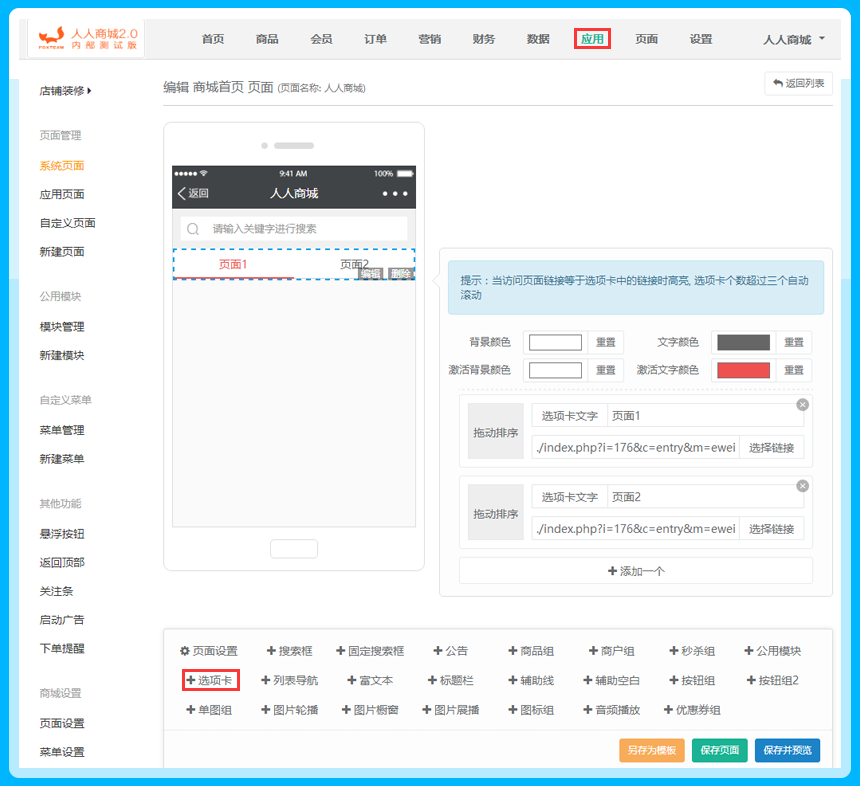 人人商城2.0
FOXTEAM 内部测试版
首页 商品 会员 订单 营销 财务 数据 应用 页面 设置 人人商城
店铺装修
编辑 商城首页 页面 (页面名称: 人人商城)
返回列表
页面管理
系统页面
应用页面
自定义页面
新建页面
公用模块
模块管理
新建模块
自定义菜单
菜单管理
新建菜单
其他功能
悬浮按钮
返回顶部
关注条
启动广告
下单提醒
商城设置
页面设置
菜单设置
9:41 AM 100%
返回 人人商城
请输入关键字进行搜索
页面1 页面2
编辑 删除
提示：当访问页面链接等于选项卡中的链接时高亮, 选项卡个数超过三个自动
滚动
背景颜色 重置 文字颜色 重置
激活背景颜色 重置 激活文字颜色 重置
拖动排序
选项卡文字 页面1
./index.php?i=176&c=entry&m=ewei 选择链接
拖动排序
选项卡文字 页面2
./index.php?i=176&c=entry&m=ewei 选择链接
添加一个
页面设置 搜索框 固定搜索框 公告 商品组 商户组 秒杀组 公用模块
选项卡 列表导航 富文本 标题栏 辅助线 辅助空白 按钮组 按钮组2
单图组 图片轮播 图片橱窗 图片展播 图标组 音频播放 优惠券组
另存为模板 保存页面 保存并预览